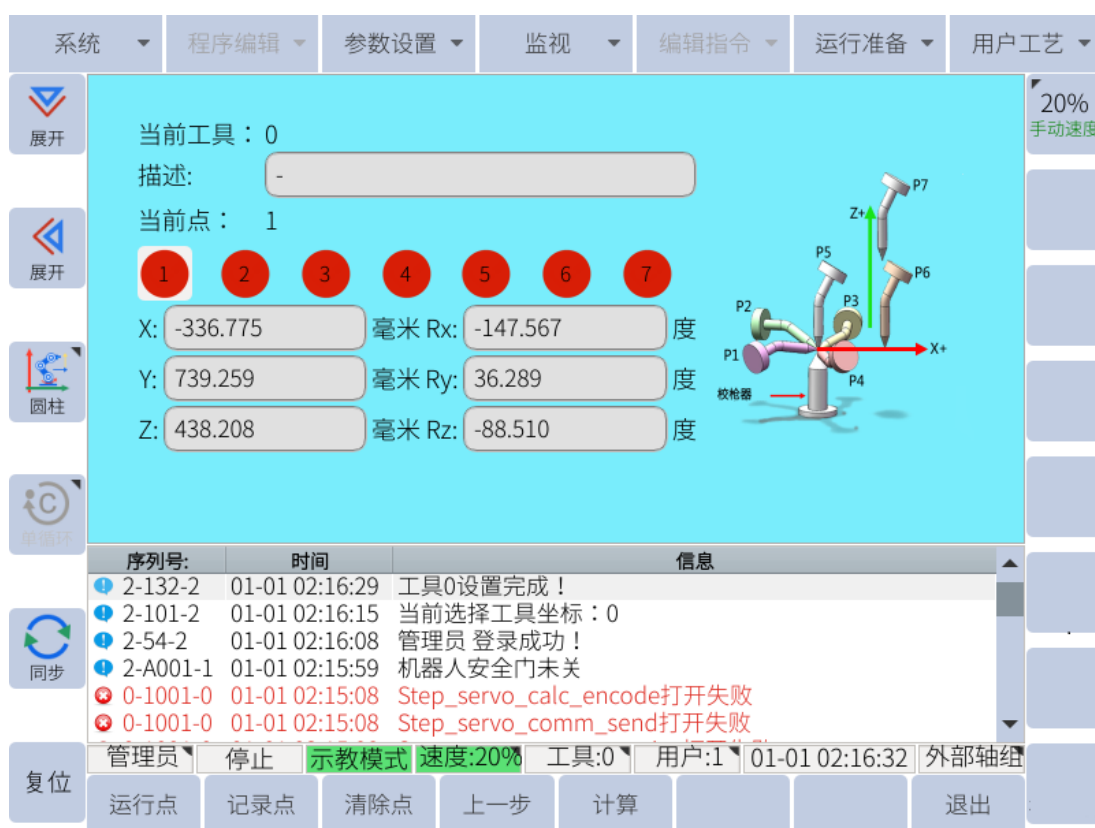 系统 程序编辑 参数设置 监视 编辑指令 运行准备 用户工艺
展开
20%
手动速度
当前工具：0
描述: -
当前点： 1
展开
1 2 3 4 5 6 7
X: -336.775 毫米 Rx: -147.567 度
Y: 739.259 毫米 Ry: 36.289 度
Z: 438.208 毫米 Rz: -88.510 度
P7
Z+
P5
P6
P2
P3
P1
X+
P4
校枪器
圆柱
单循环
序列号: 时间 信息
2-132-2 01-01 02:16:29 工具0设置完成！
2-101-2 01-01 02:16:15 当前选择工具坐标：0
2-54-2 01-01 02:16:08 管理员 登录成功！
2-A001-1 01-01 02:15:59 机器人安全门未关
0-1001-0 01-01 02:15:08 Step_servo_calc_encode打开失败
0-1001-0 01-01 02:15:08 Step_servo_comm_send打开失败
同步
管理员 停止 示教模式 速度:20% 工具:0 用户:1 01-01 02:16:32 外部轴组
复位
运行点 记录点 清除点 上一步 计算 退出